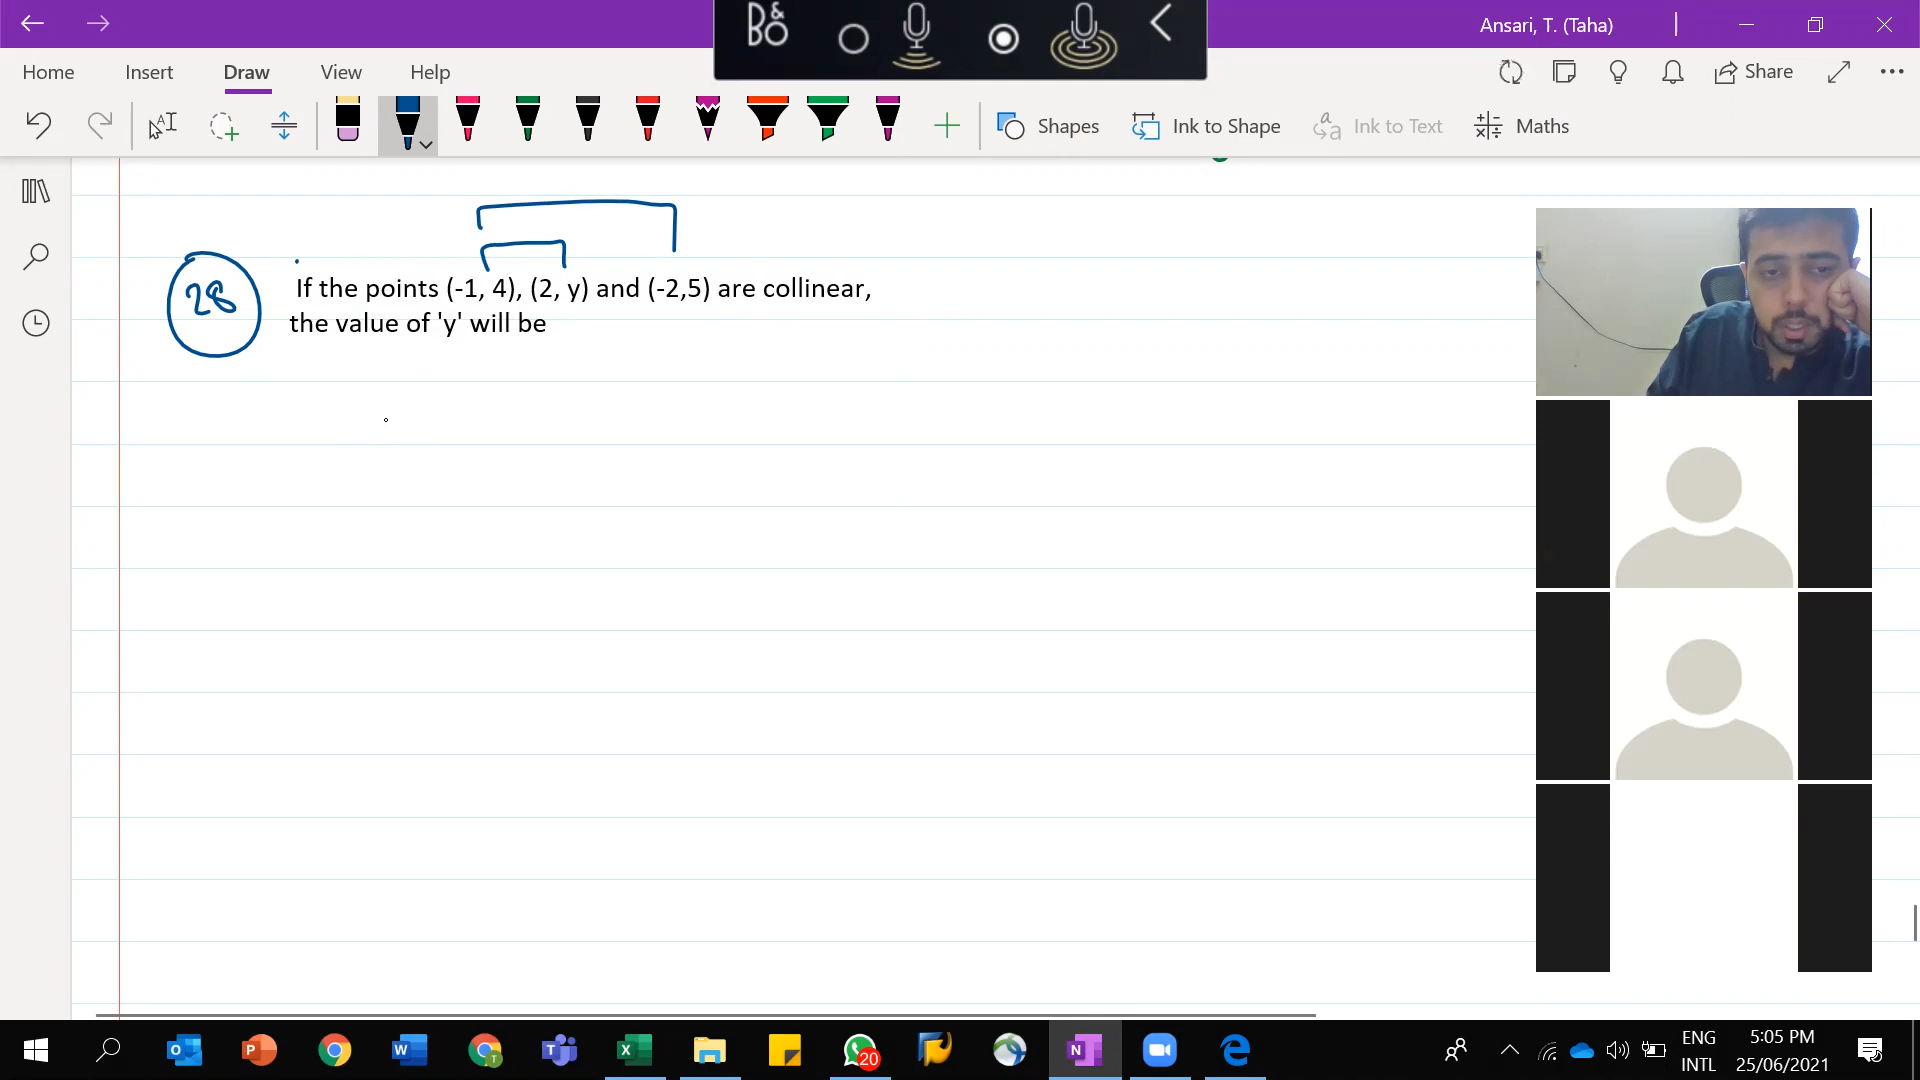 B&O
Ansari, T. (Taha)
Home Insert Draw View Help
Share
Shapes Ink to Shape Ink to Text Maths
28
If the points (-1, 4), (2, y) and (-2,5) are collinear,
the value of 'y' will be
20
ENG
INTL
5:05 PM
25/06/2021